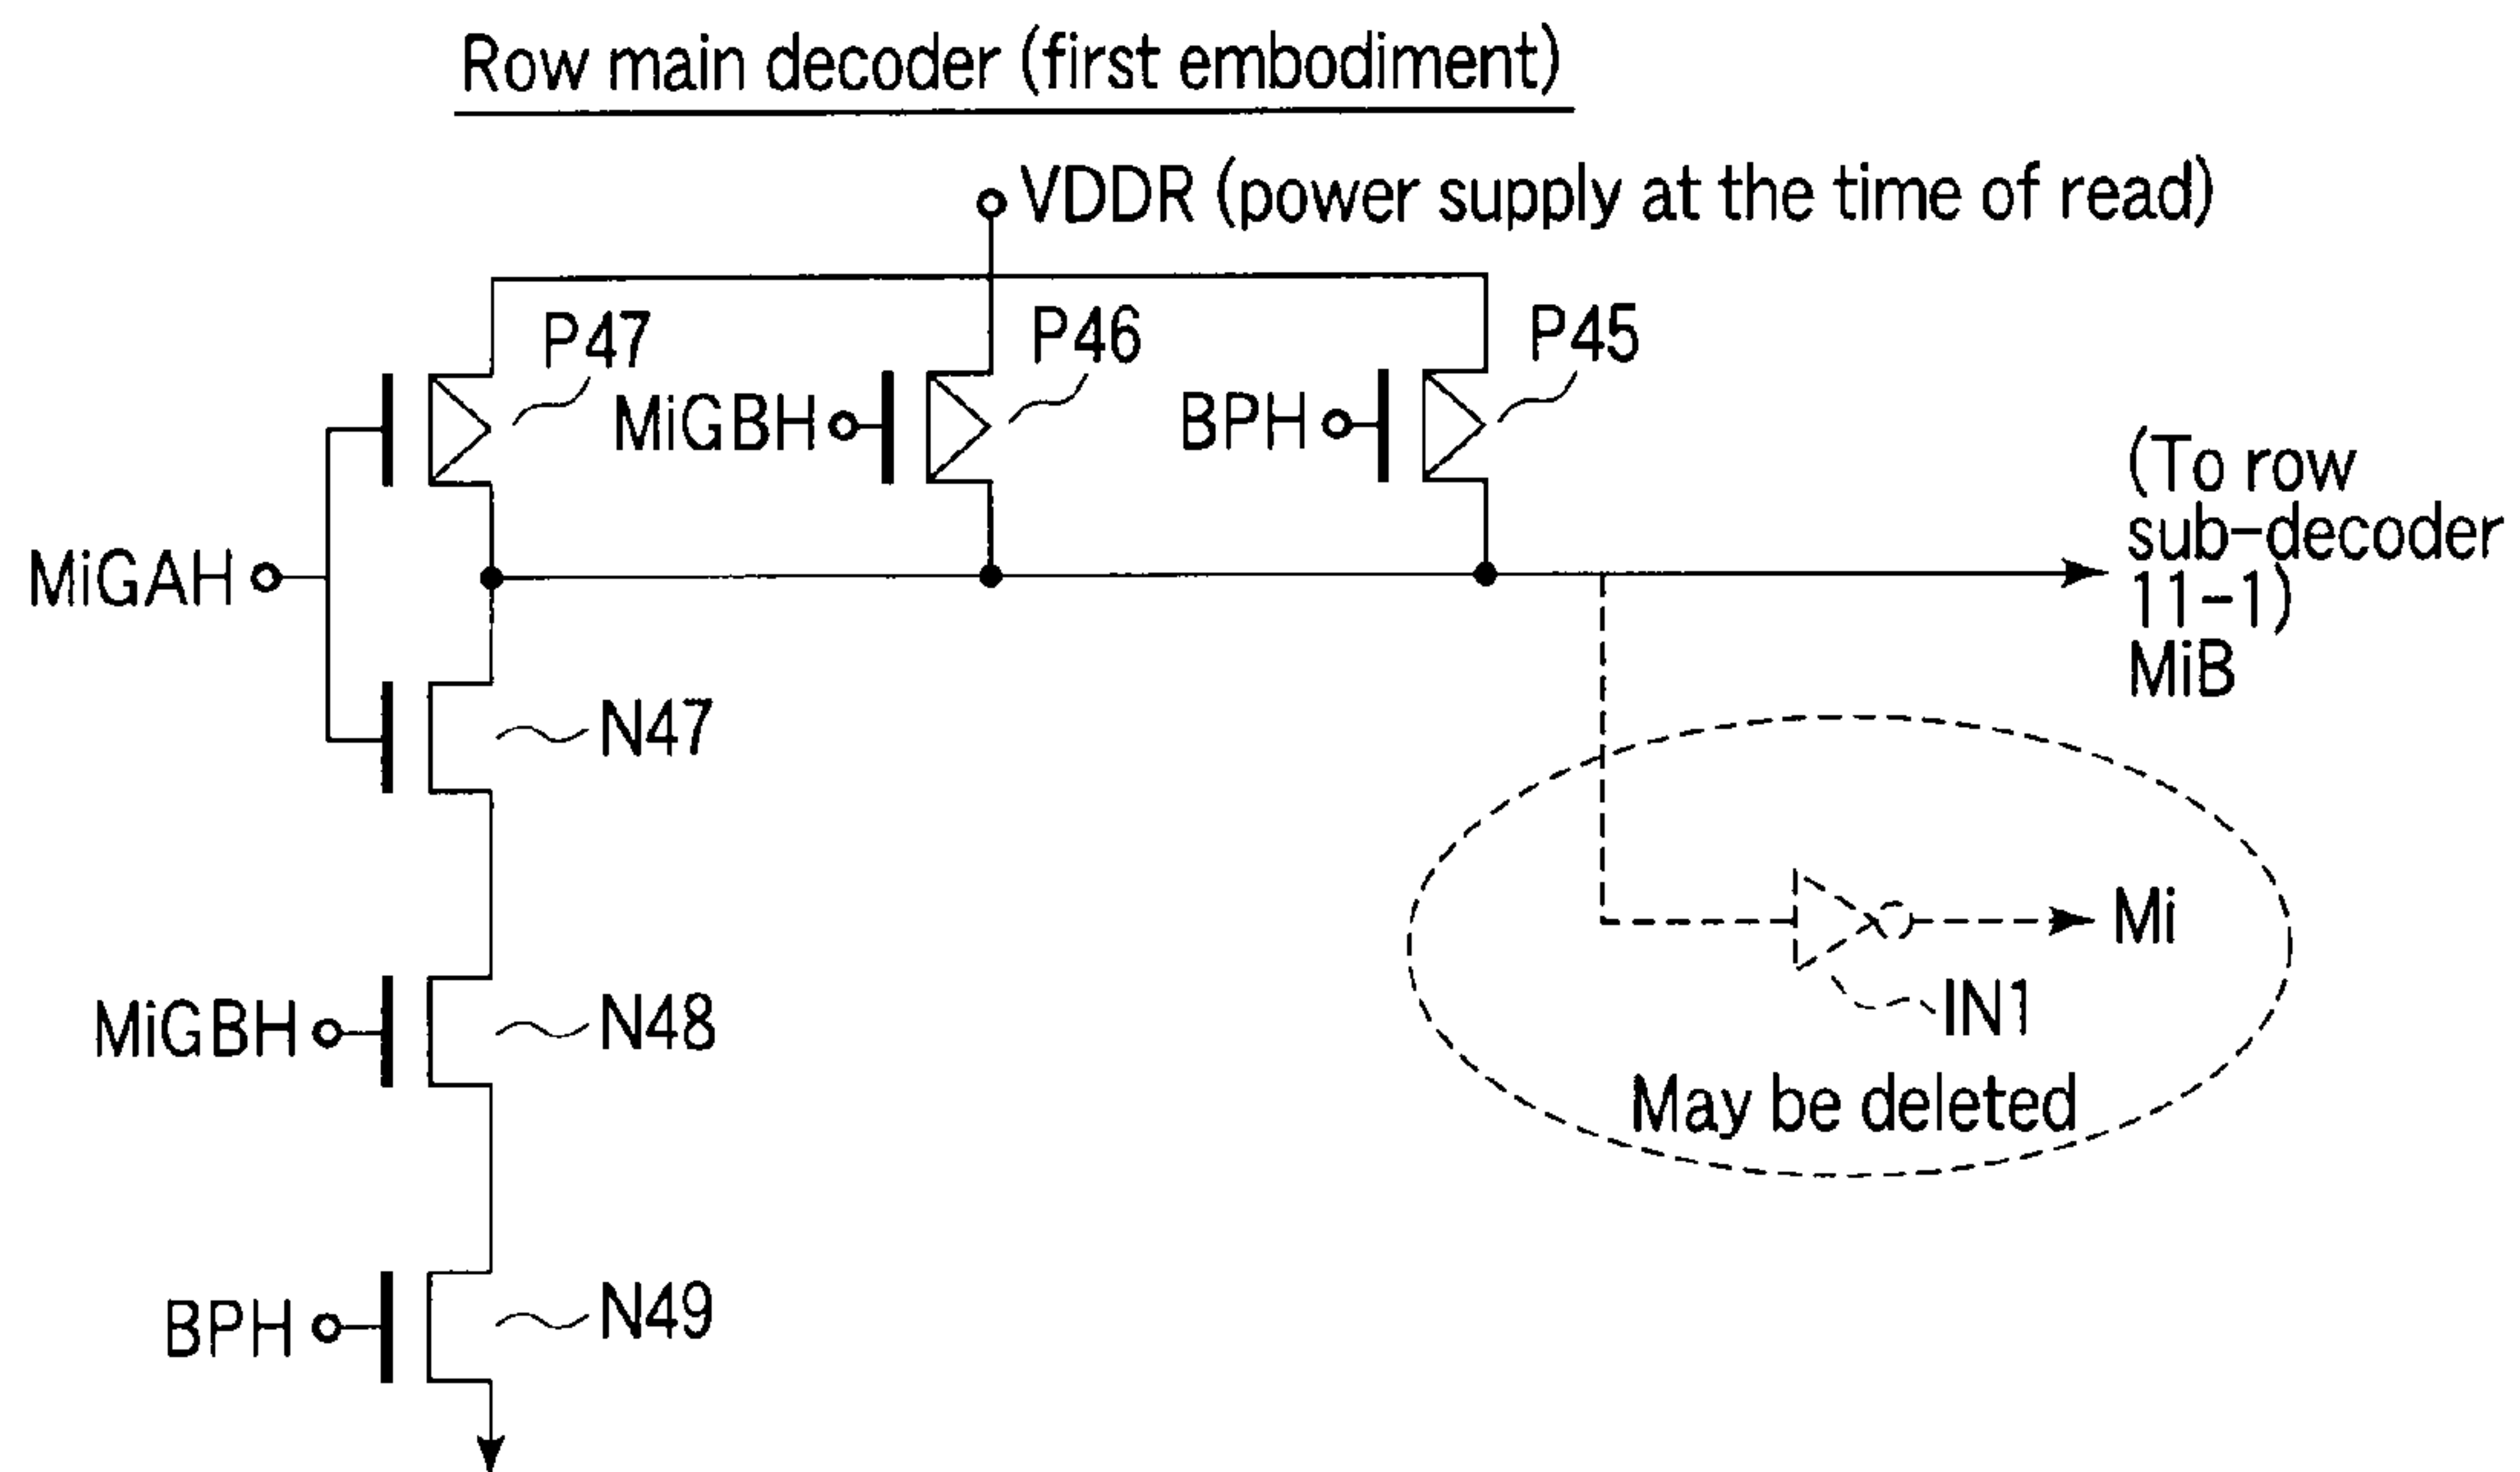 Row main decoder (first embodiment)
VDDR (power supply at the time of read)
P47
P46
P45
MiGBH
BPH
MiGAH
(To row
sub-decoder
11-1)
MiB
N47
Mi
IN1
May be deleted
MiGBH
N48
BPH
N49